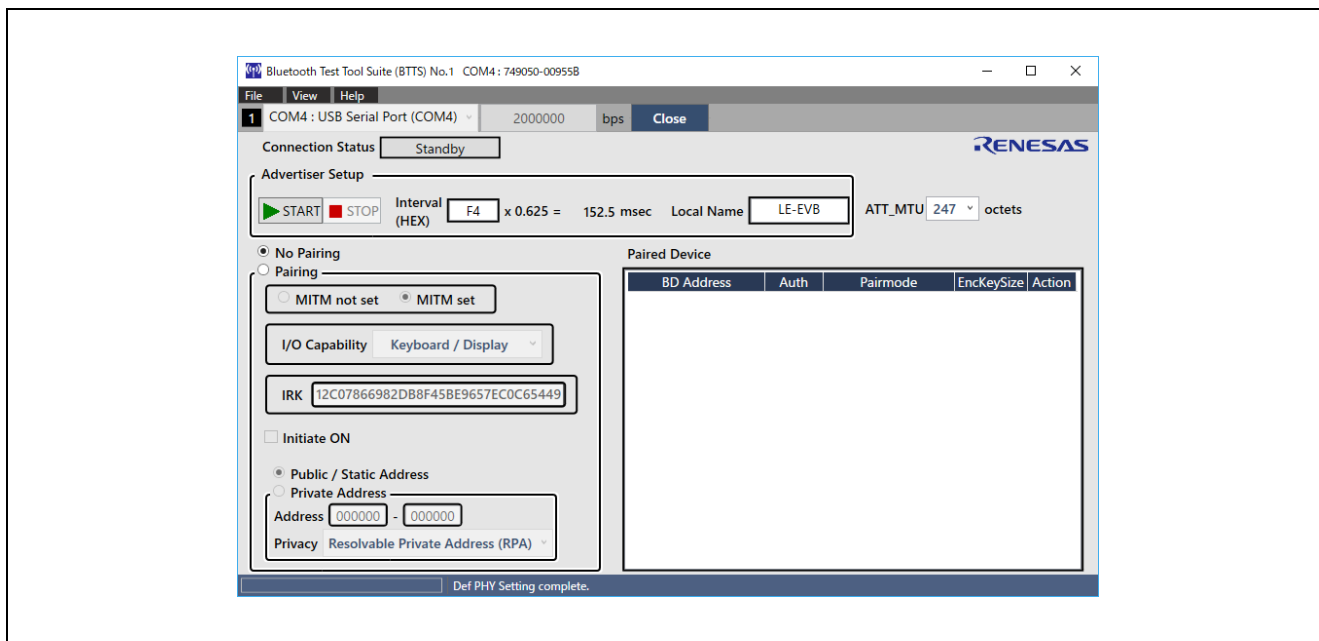 Bluetooth Test Tool Suite (BTTS) No.1 COM4 : 749050-00955B
File View Help
1 COM4 : USB Serial Port (COM4) 2000000 bps Close
Connection Status Standby RENESAS
Advertiser Setup
START STOP Interval (HEX) F4 x 0.625 = 152.5 msec Local Name LE-EVB ATT_MTU 247 octets
No Pairing
Paired Device
Pairing
BD Address Auth Pairmode EncKeySize Action
MITM not set MITM set
I/O Capability Keyboard / Display
IRK 12C07866982DB8F45BE9657EC0C65449
Initiate ON
Public / Static Address
Private Address
Address 000000 - 000000
Privacy Resolvable Private Address (RPA)
Def PHY Setting complete.